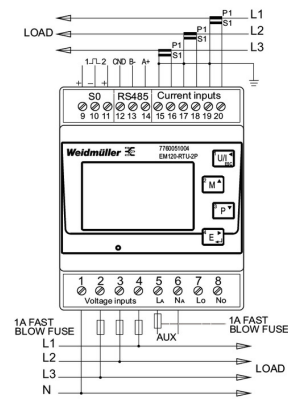 P1 L1
S1
LOAD P1 L2
S1
P1 L3
S1
1 2 GND B- A+
+ - +
S0 RS485 Current inputs
9 10 11 12 13 14 15 16 17 18 19 20
Weidmüller
7760051004
EM120-RTU-2P
U/I ESC
M
P
E
1 2 3 4 5 6 7 8
Voltage inputs LA NA Lo No
1A FAST
BLOW FUSE
1A FAST
BLOW FUSE
AUX
L1
L2
L3
N
LOAD